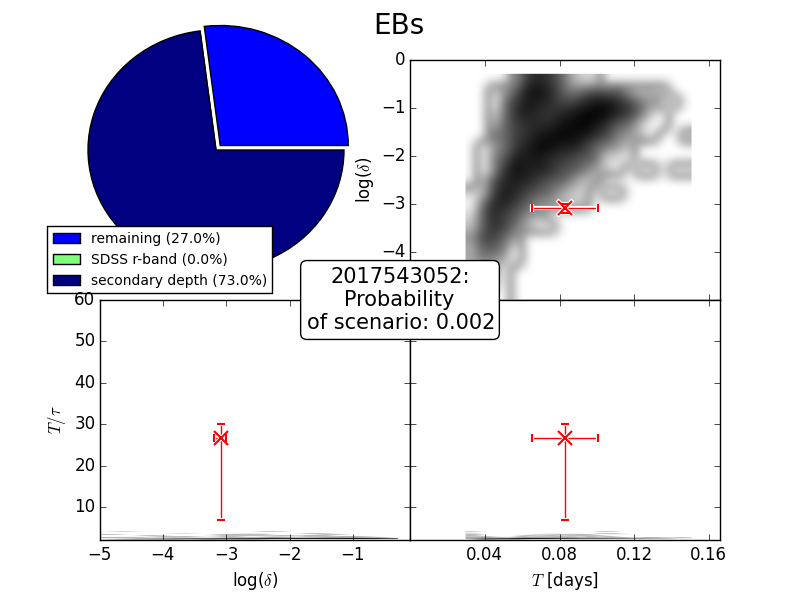 EBs
remaining (27.0%)
SDSS r-band (0.0%)
secondary depth (73.0%)
0
−1
−2
−3
−4
log(δ)
2017543052:
Probability
of scenario: 0.002
60
50
40
30
20
10
T/τ
−5 −4 −3 −2 −1
log(δ)
0.04 0.08 0.12 0.16
T [days]